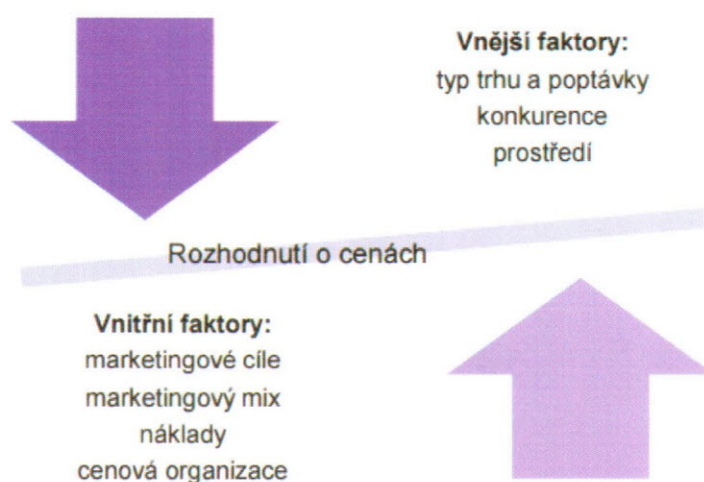 Vnější faktory:
typ trhu a poptávky
konkurence
prostředí
Rozhodnutí o cenách
Vnitřní faktory:
marketingové cíle
marketingový mix
náklady
cenová organizace